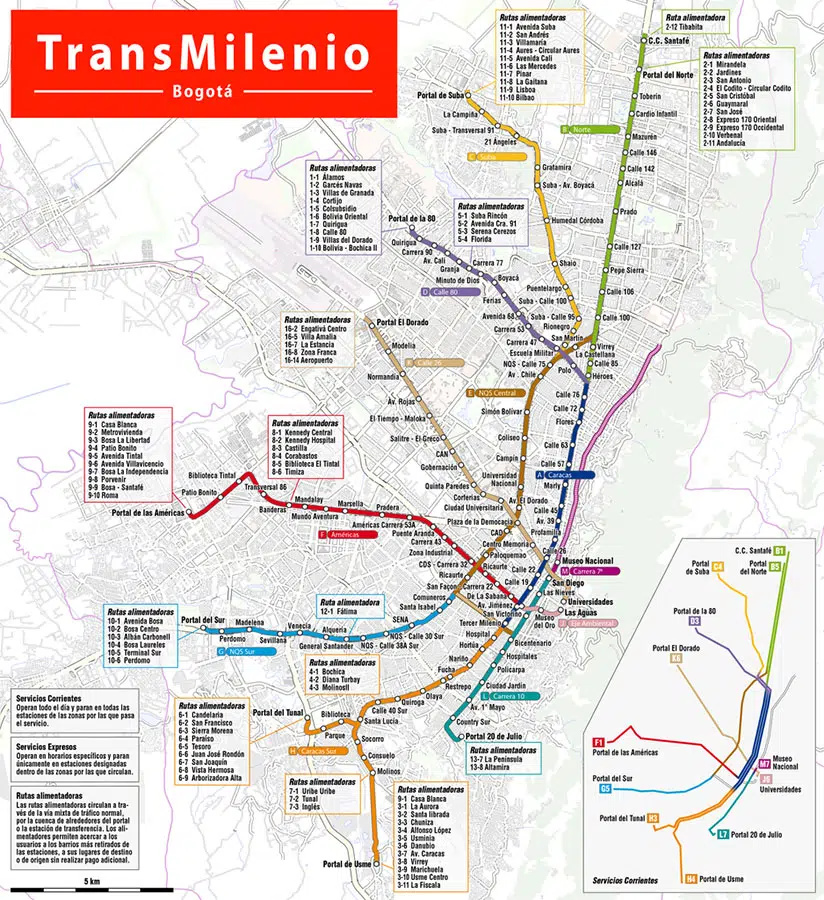 TransMilenio
Bogotá
Rutas alimentadoras
11-1 Avenida Suba
11-2 San Andrés
11-3 Villamaría
11-4 Aures - Circular Aures
11-5 Avenida Cali
11-6 Las Mercedes
11-7 Pinar
11-8 La Gaitana
11-9 Lisboa
11-10 Bilbao
Ruta alimentadora
2-12 Tibabita
C.C. Santafé
Rutas alimentadoras
2-1 Mirandela
2-2 Jardines
2-3 San Antonio
2-4 El Codito - Circular Codito
2-5 San Cristóbal
2-6 Guaymaral
2-7 San José
2-8 Expreso 170 Oriental
2-9 Expreso 170 Occidental
2-10 Verbenal
2-11 Andalucía
Portal del Norte
Toberín
Cardio Infantil
Mazurén
Calle 146
Calle 142
Alcalá
Prado
Calle 127
Pepe Sierra
Calle 106
Calle 100
Virrey
La Castellana
Calle 85
Héroes
B Norte
Portal de Suba
La Campiña
Suba - Transversal 91
21 Ángeles
C Suba
Gratamira
Suba - Av. Boyacá
Humedal Córdoba
Shaio
Puentelargo
Suba - Calle 100
Suba - Calle 95
Rionegro
San Martín
Rutas alimentadoras
1-1 Álamos
1-2 Garcés Navas
1-3 Villas de Granada
1-4 Cortijo
1-5 Colsubsidio
1-6 Bolivia Oriental
1-7 Quirigua
1-8 Calle 80
1-9 Villas del Dorado
1-10 Bolivia - Bochica II
Rutas alimentadoras
5-1 Suba Rincón
5-2 Avenida Cra. 91
5-3 Serena Cerezos
5-4 Florida
Portal de la 80
Quirigua
Carrera 90
Av. Cali
Granja
Carrera 77
Minuto de Dios
Boyacá
Ferias
Avenida 68
Carrera 53
Carrera 47
Escuela Militar
Polo
D Calle 80
Rutas alimentadoras
16-2 Engativá Centro
16-5 Villa Amalia
16-7 La Estancia
16-8 Zona Franca
16-14 Aeropuerto
Portal El Dorado
Modelia
Normandía
Av. Rojas
El Tiempo - Maloka
Salitre - El Greco
CAN
Gobernación
Quinta Paredes
Corferias
Ciudad Universitaria
Plaza de la Democracia
Centro Memoria
K Calle 26
NQS - Calle 75
Av. Chile
E NQS Central
Simón Bolívar
Coliseo
Campín
Universidad Nacional
Av. El Dorado
CAD
Paloquemao
Ricaurte
Calle 76
Calle 72
Flores
Calle 63
Calle 57
A Caracas
Marly
Calle 45
Av. 39
Profamilia
Calle 26
Calle 22
Calle 19
Av. Jiménez
Tercer Milenio
Museo Nacional
M Carrera 7ª
San Diego
Las Nieves
Universidades
Las Aguas
Museo del Oro
J Eje Ambiental
Rutas alimentadoras
9-1 Casa Blanca
9-2 Metrovivienda
9-3 Bosa La Libertad
9-4 Patio Bonito
9-5 Avenida Tintal
9-6 Avenida Villavicencio
9-7 Bosa La Independencia
9-8 Porvenir
9-9 Bosa - Santafé
9-10 Roma
Rutas alimentadoras
8-1 Kennedy Central
8-2 Kennedy Hospital
8-3 Castilla
8-4 Corabastos
8-5 Biblioteca El Tintal
8-6 Timiza
Biblioteca Tintal
Patio Bonito
Portal de las Américas
Transversal 86
Banderas
Mandalay
Mundo Aventura
Marsella
Pradera
Américas Carrera 53A
Puente Aranda
Carrera 43
Zona Industrial
CDS - Carrera 32
Ricaurte
San Façon
Carrera 22
De La Sabana
San Victorino
F Américas
Rutas alimentadoras
10-1 Avenida Bosa
10-2 Bosa Centro
10-3 Albán Carbonell
10-4 Bosa Laureles
10-5 Terminal Sur
10-6 Perdomo
Ruta alimentadora
12-1 Fátima
Portal del Sur
Perdomo
Madelena
Sevillana
Venecia
General Santander
Alquería
NQS - Calle 38A Sur
NQS - Calle 30 Sur
SENA
Santa Isabel
Comuneros
G NQS Sur
Hospital
Hortúa
Nariño
Fucha
Restrepo
Olaya
Quiroga
Calle 40 Sur
Santa Lucía
Socorro
Consuelo
Molinos
Portal de Usme
Bicentenario
Hospitales
Policarpa
Ciudad Jardín
L Carrera 10
Av. 1º Mayo
Country Sur
Portal 20 de Julio
Rutas alimentadoras
4-1 Bochica
4-2 Diana Turbay
4-3 MolinosII
Rutas alimentadoras
6-1 Candelaria
6-2 San Francisco
6-3 Sierra Morena
6-4 Paraíso
6-5 Tesoro
6-6 Juan José Rondón
6-7 San Joaquín
6-8 Vista Hermosa
6-9 Arborizadora Alta
Portal del Tunal
Biblioteca
Parque
H Caracas Sur
Rutas alimentadoras
7-1 Uribe Uribe
7-2 Tunal
7-3 Inglés
Rutas alimentadoras
13-7 La Península
13-8 Altamira
Rutas alimentadoras
9-1 Casa Blanca
3-1 La Aurora
3-2 Santa librada
3-3 Chuniza
3-4 Alfonso López
3-5 Usminia
3-6 Danubio
3-7 Av. Caracas
3-8 Virrey
3-9 Marichuela
3-10 Usme Centro
3-11 La Fiscala
Servicios Corrientes
Operan todo el día y paran en todas las
estaciones de las zonas por las que pasa
el servicio.
Servicios Expresos
Operan en horarios específicos y paran
únicamente en estaciones designadas
dentro de las zonas por las que circulan.
Rutas alimentadoras
Las rutas alimentadoras circulan a tra-
vés de la vía mixta de tráfico normal,
por la cuenca de alrededores del portal
o la estación de transferencia. Los ali-
mentadores permiten acercar a los
usuarios a los barrios más retirados de
las estaciones, a sus lugares de destino
o de origen sin realizar pago adicional.
5 km
C.C. Santafé B1
Portal del Norte B5
Portal de Suba C4
Portal de la 80
D3
Portal El Dorado
K6
F1
Portal de las Américas
Portal del Sur
G5
Portal del Tunal H3
M7 Museo Nacional
J6
Universidades
L7 Portal 20 de Julio
H4 Portal de Usme
Servicios Corrientes